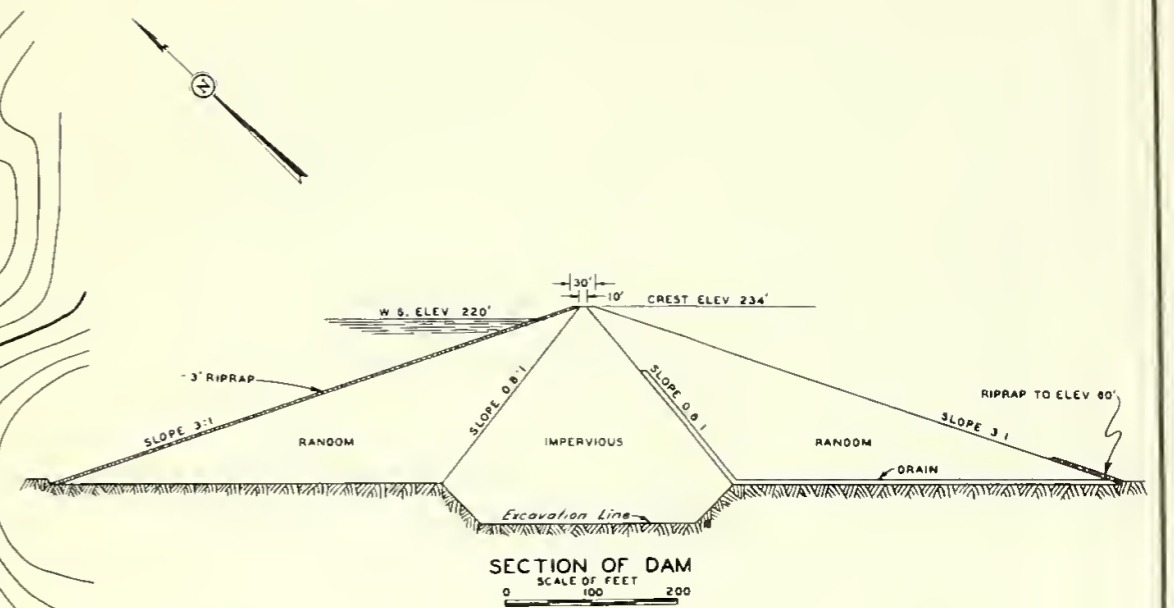 N
30'
10'
CREST ELEV 234'
W S. ELEV 220'
3' RIPRAP
SLOPE 3:1
SLOPE 0.8:1
SLOPE 0.8:1
RIPRAP TO ELEV 80'
SLOPE 3:1
RANDOM
IMPERVIOUS
RANDOM
DRAIN
Excavation Line
SECTION OF DAM
SCALE OF FEET
0 100 200